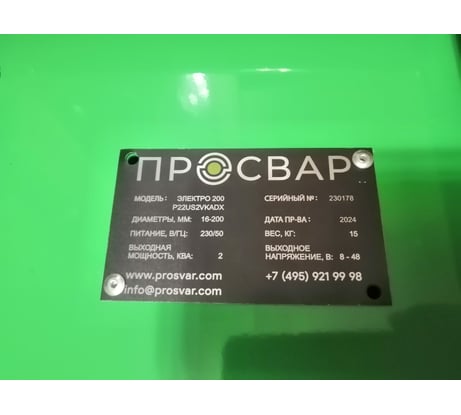 ПРОСВАР
МОДЕЛЬ: ЭЛЕКТРО 200 СЕРИЙНЫЙ №: 230178
P22US2VKADX
ДИАМЕТРЫ, ММ: 16-200 ДАТА ПР-ВА: 2024
ПИТАНИЕ, В/ГЦ: 230/50 ВЕС, КГ: 15
ВЫХОДНАЯ ВЫХОДНОЕ
МОЩНОСТЬ, КВА: 2 НАПРЯЖЕНИЕ, В: 8 - 48
www.prosvar.com +7 (495) 921 99 98
info@prosvar.com